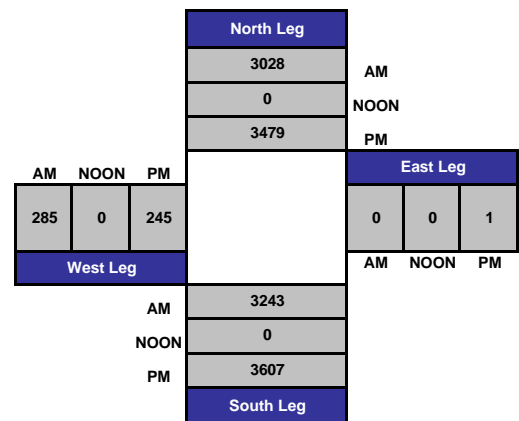 North Leg
3028
AM
0
NOON
3479
PM
AM NOON PM
East Leg
285 0 245
0 0 1
West Leg
AM NOON PM
3243
AM
0
NOON
3607
PM
South Leg